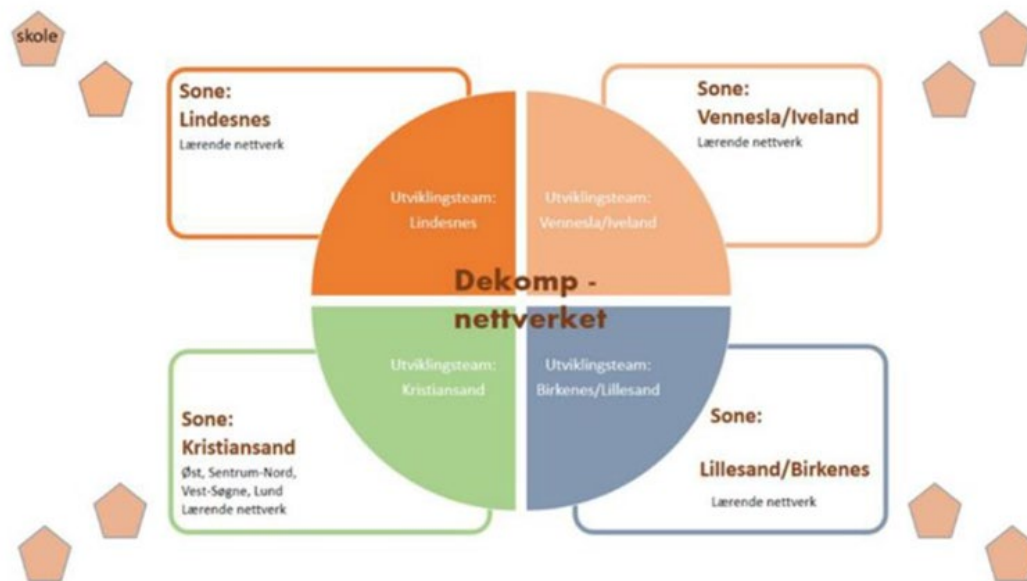 skole
Sone:
Lindesnes
Lærende nettverk
Sone:
Vennesla/Iveland
Lærende nettverk
Utviklingsteam:
Lindesnes
Utviklingsteam:
Vennesla/Iveland
Dekomp -
nettverket
Utviklingsteam:
Kristiansand
Utviklingsteam:
Birkenes/Lillesand
Sone:
Kristiansand
Øst, Sentrum-Nord,
Vest-Søgne, Lund
Lærende nettverk
Sone:
Lillesand/Birkenes
Lærende nettverk